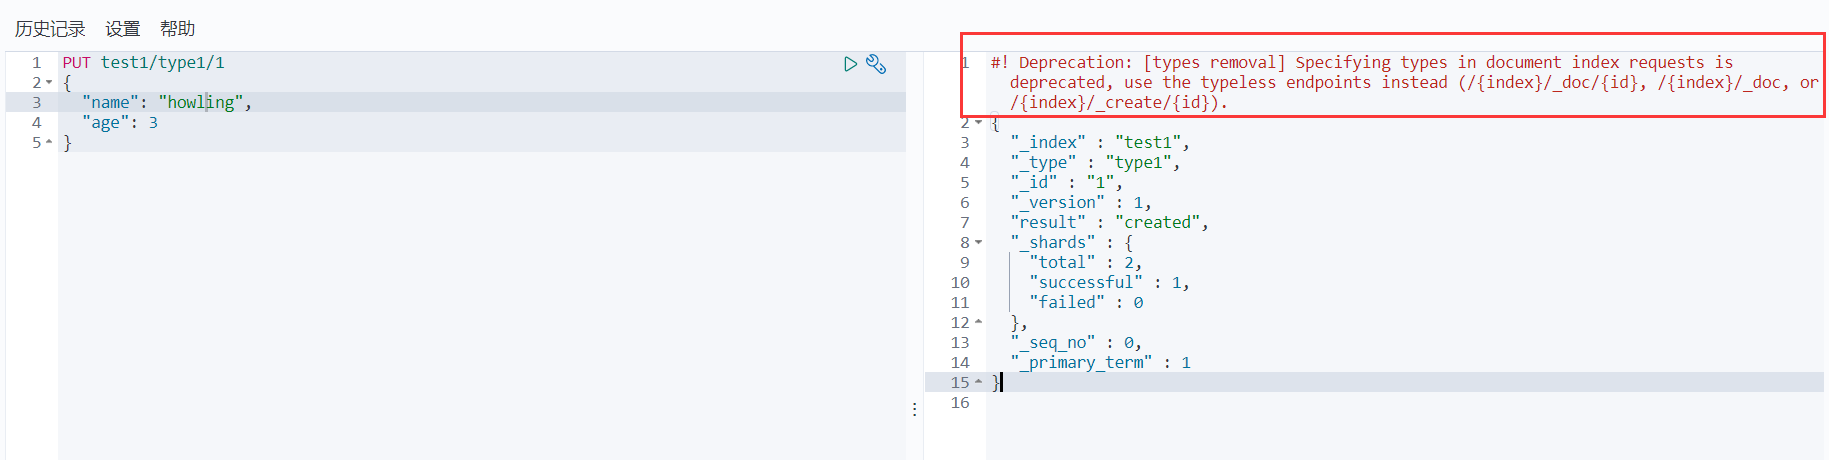 历史记录 设置 帮助
1 PUT test1/type1/1
2 {
3 "name": "howling",
4 "age": 3
5 }
1 #! Deprecation: [types removal] Specifying types in document index requests is
deprecated, use the typeless endpoints instead (/{index}/_doc/{id}, /{index}/_doc, or
/{index}/_create/{id}).
2 {
3 "_index" : "test1",
4 "_type" : "type1",
5 "_id" : "1",
6 "_version" : 1,
7 "result" : "created",
8 "_shards" : {
9 "total" : 2,
10 "successful" : 1,
11 "failed" : 0
12 },
13 "_seq_no" : 0,
14 "_primary_term" : 1
15 }
16